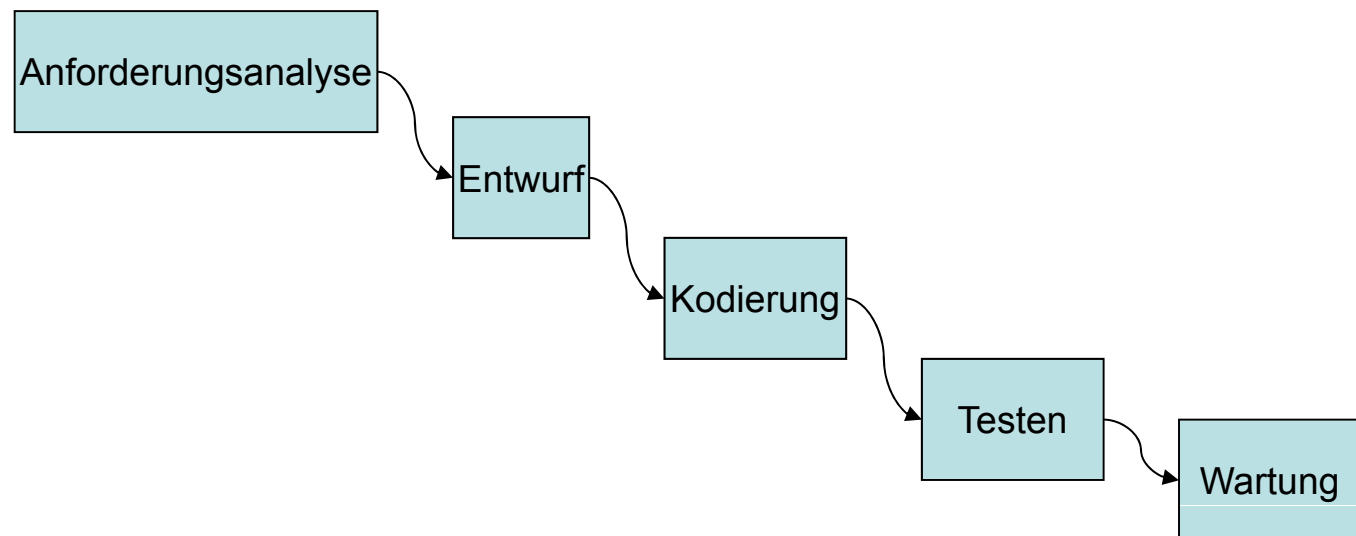 Anforderungsanalyse
Entwurf
Kodierung
Testen
Wartung